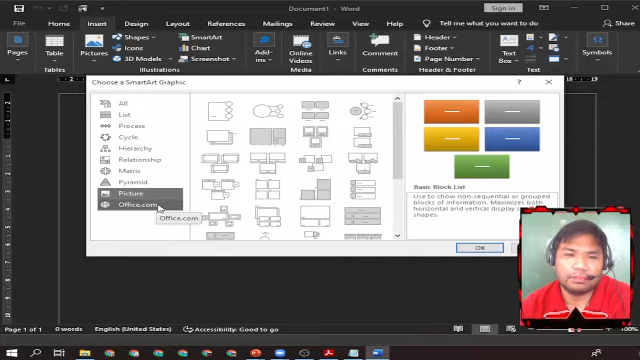 Document1 - Word
Sign in
File
Home
Insert
Design
Layout
References
Mailings
Review
View
Help
Tell me what you want to do
Pages
Table
Pictures
Shapes
Icons
3D Models
SmartArt
Chart
Screenshot
Add-ins
Online Videos
Links
Comment
Header
Footer
Page Number
Text Box
Symbols
Tables
Illustrations
Media
Comments
Header & Footer
Text
Choose a SmartArt Graphic
?
All
List
Process
Cycle
Hierarchy
Relationship
Matrix
Pyramid
Picture
Office.com
Office.com
Basic Block List
Use to show non-sequential or grouped
blocks of information. Maximizes both
horizontal and vertical display s
shapes.
OK
Page 1 of 1
0 words
English (United States)
Accessibility: Good to go